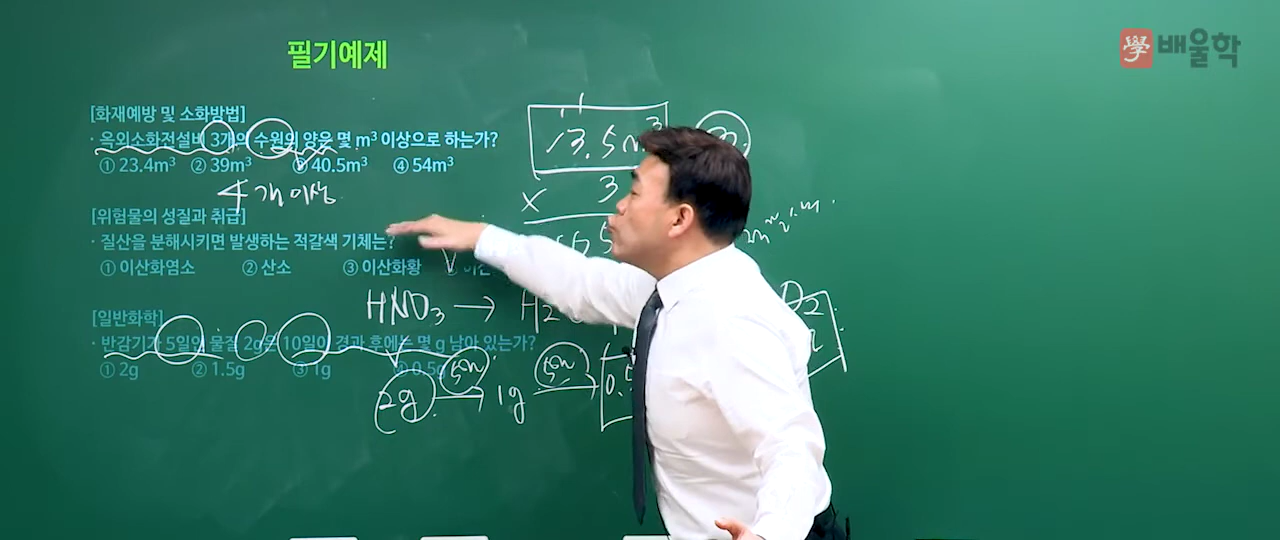 필기예제
學 배울학
[화재예방 및 소화방법]
· 옥외소화전설비 3개의 수원의 양은 몇 m³ 이상으로 하는가?
① 23.4m³ ② 39m³ ③ 40.5m³ ④ 54m³
13.5m³
× 3
4개 이상
[위험물의 성질과 취급]
· 질산을 분해시키면 발생하는 적갈색 기체는?
① 이산화염소 ② 산소 ③ 이산화황
HNO₃ → H₂
[일반화학]
· 반감기가 5일인 물질 2g은 10일이 경과 후에는 몇 g 남아 있는가?
① 2g ② 1.5g ③ 1g ④ 0.5g
2g → 1g → 0.5